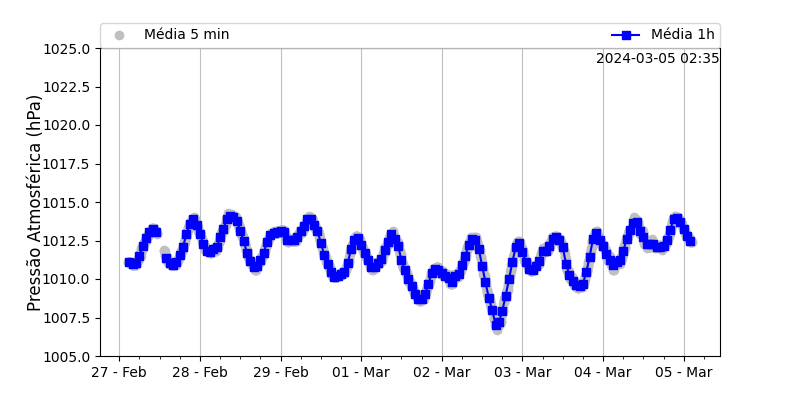 Média 5 min
Média 1h
2024-03-05 02:35
Pressão Atmosférica (hPa)
1025.0
1022.5
1020.0
1017.5
1015.0
1012.5
1010.0
1007.5
1005.0
27 - Feb
28 - Feb
29 - Feb
01 - Mar
02 - Mar
03 - Mar
04 - Mar
05 - Mar